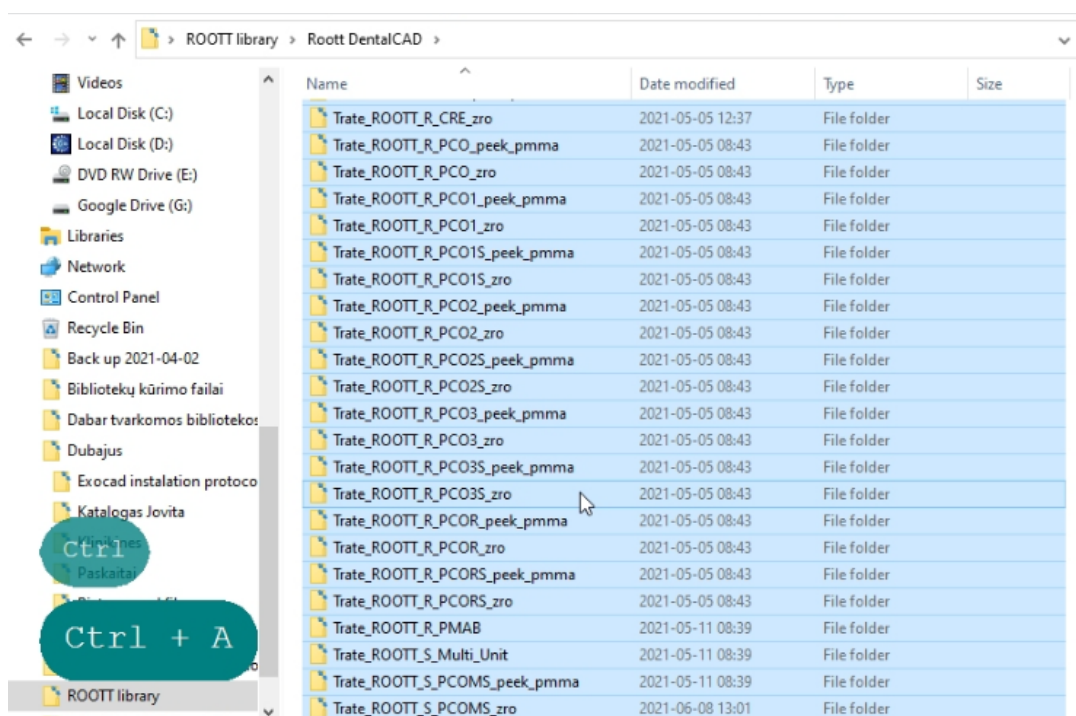 ROOTT library > Roott DentalCAD >
Name Date modified Type Size
Videos
Local Disk (C:)
Local Disk (D:)
DVD RW Drive (E:)
Google Drive (G:)
Libraries
Network
Control Panel
Recycle Bin
Back up 2021-04-02
Bibliotekų kūrimo failai
Dabar tvarkomos bibliotekos
Dubajus
Exocad instalation protoco
Katalogas Jovita
Klinikines
Paskaitai
Ctrl
Ctrl + A
ROOTT library
Trate_ROOTT_R_CRE_zro 2021-05-05 12:37 File folder
Trate_ROOTT_R_PCO_peek_pmma 2021-05-05 08:43 File folder
Trate_ROOTT_R_PCO_zro 2021-05-05 08:43 File folder
Trate_ROOTT_R_PCO1_peek_pmma 2021-05-05 08:43 File folder
Trate_ROOTT_R_PCO1_zro 2021-05-05 08:43 File folder
Trate_ROOTT_R_PCO1S_peek_pmma 2021-05-05 08:43 File folder
Trate_ROOTT_R_PCO1S_zro 2021-05-05 08:43 File folder
Trate_ROOTT_R_PCO2_peek_pmma 2021-05-05 08:43 File folder
Trate_ROOTT_R_PCO2_zro 2021-05-05 08:43 File folder
Trate_ROOTT_R_PCO2S_peek_pmma 2021-05-05 08:43 File folder
Trate_ROOTT_R_PCO2S_zro 2021-05-05 08:43 File folder
Trate_ROOTT_R_PCO3_peek_pmma 2021-05-05 08:43 File folder
Trate_ROOTT_R_PCO3_zro 2021-05-05 08:43 File folder
Trate_ROOTT_R_PCO3S_peek_pmma 2021-05-05 08:43 File folder
Trate_ROOTT_R_PCO3S_zro 2021-05-05 08:43 File folder
Trate_ROOTT_R_PCOR_peek_pmma 2021-05-05 08:43 File folder
Trate_ROOTT_R_PCOR_zro 2021-05-05 08:43 File folder
Trate_ROOTT_R_PCORS_peek_pmma 2021-05-05 08:43 File folder
Trate_ROOTT_R_PCORS_zro 2021-05-05 08:43 File folder
Trate_ROOTT_R_PMAB 2021-05-11 08:39 File folder
Trate_ROOTT_S_Multi_Unit 2021-05-11 08:39 File folder
Trate_ROOTT_S_PCOMS_peek_pmma 2021-05-11 08:39 File folder
Trate_ROOTT_S_PCOMS_zro 2021-06-08 13:01 File folder